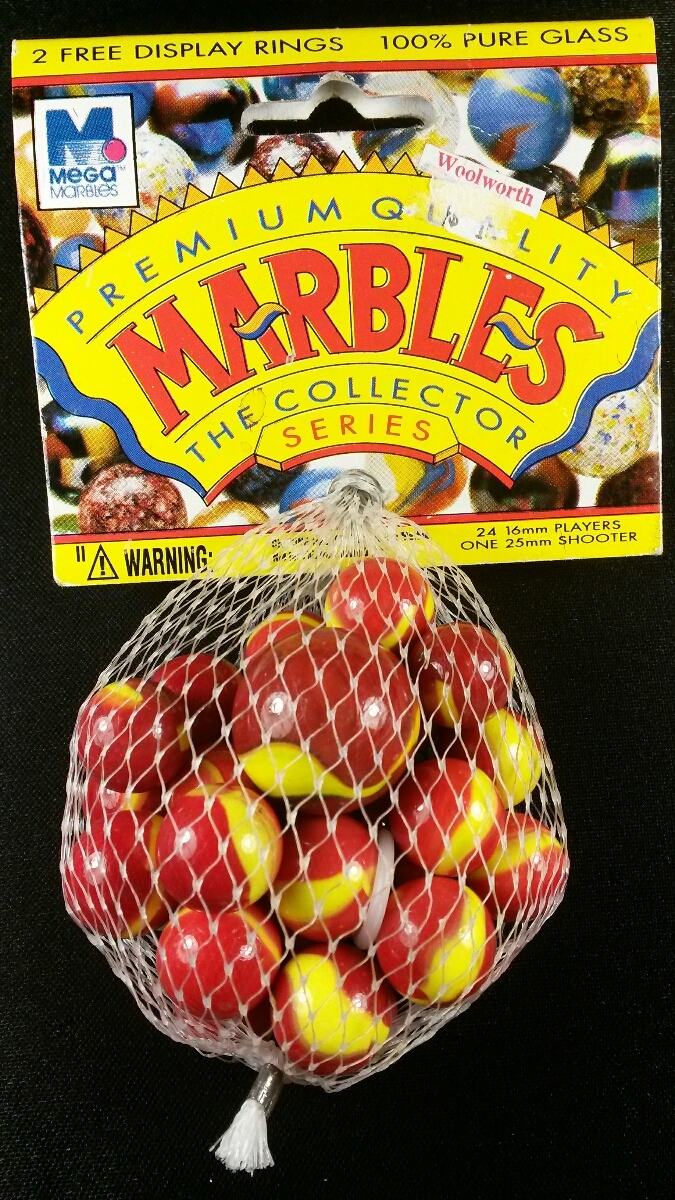 2 FREE DISPLAY RINGS 100% PURE GLASS
M
MEGA™
MARBLES
Woolworth
PREMIUM QUALITY
MARBLES
THE COLLECTOR
SERIES
24 16mm PLAYERS
ONE 25mm SHOOTER
"⚠ WARNING: